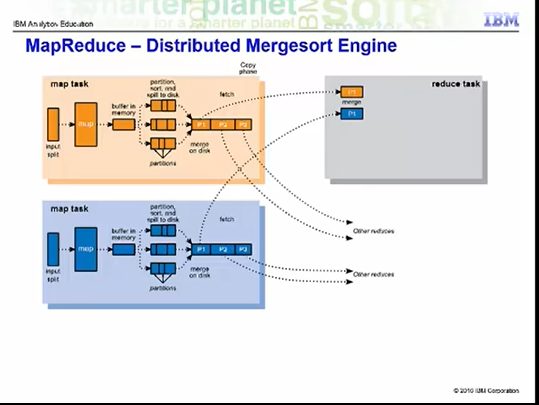 IBM Analytics Education
IBM
MapReduce – Distributed Mergesort Engine
Copy
phase
map task
partition,
sort, and
spill to disk
buffer in
memory
fetch
map
input
split
P1 P2 P3
merge
on disk
partitions
reduce task
P1
merge
P1
map task
partition,
sort, and
spill to disk
buffer in
memory
fetch
map
input
split
P1 P2 P3
merge
on disk
partitions
Other reduces
Other reduces
© 2016 IBM Corporation